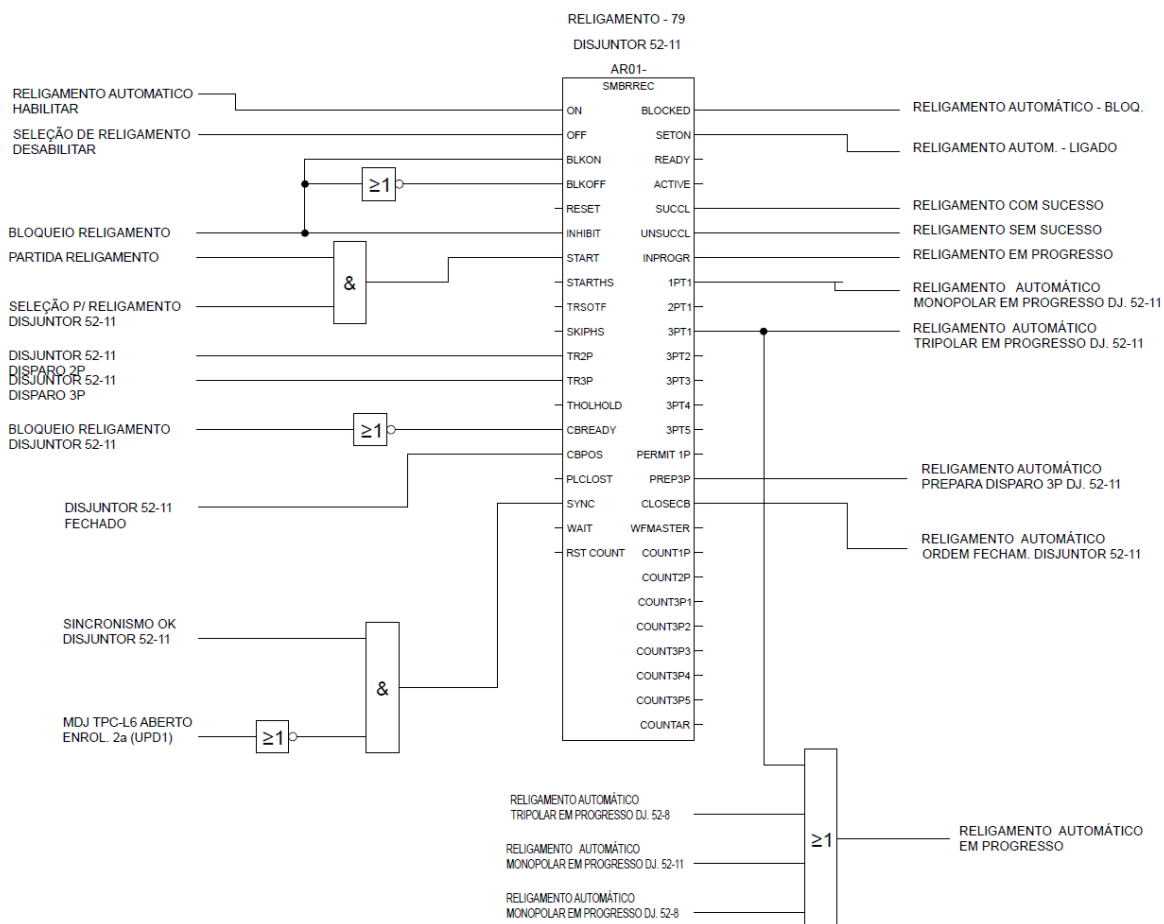 RELIGAMENTO - 79
DISJUNTOR 52-11
AR01-
SMBRREC
RELIGAMENTO AUTOMATICO
HABILITAR
SELEÇÃO DE RELIGAMENTO
DESABILITAR
BLOQUEIO RELIGAMENTO
PARTIDA RELIGAMENTO
SELEÇÃO P/ RELIGAMENTO
DISJUNTOR 52-11
DISJUNTOR 52-11
DISPARO 2P
DISJUNTOR 52-11
DISPARO 3P
BLOQUEIO RELIGAMENTO
DISJUNTOR 52-11
DISJUNTOR 52-11
FECHADO
SINCRONISMO OK
DISJUNTOR 52-11
MDJ TPC-L6 ABERTO
ENROL. 2a (UPD1)
≥1
&
≥1
&
≥1
ON
OFF
BLKON
BLKOFF
RESET
INHIBIT
START
STARTHS
TRSOTF
SKIPHS
TR2P
TR3P
THOLHOLD
CBREADY
CBPOS
PLCLOST
SYNC
WAIT
RST COUNT
BLOCKED
SETON
READY
ACTIVE
SUCCL
UNSUCCL
INPROGR
1PT1
2PT1
3PT1
3PT2
3PT3
3PT4
3PT5
PERMIT 1P
PREP3P
CLOSECB
WFMASTER
COUNT1P
COUNT2P
COUNT3P1
COUNT3P2
COUNT3P3
COUNT3P4
COUNT3P5
COUNTAR
RELIGAMENTO AUTOMÁTICO - BLOQ.
RELIGAMENTO AUTOM. - LIGADO
RELIGAMENTO COM SUCESSO
RELIGAMENTO SEM SUCESSO
RELIGAMENTO EM PROGRESSO
RELIGAMENTO AUTOMÁTICO
MONOPOLAR EM PROGRESSO DJ. 52-11
RELIGAMENTO AUTOMÁTICO
TRIPOLAR EM PROGRESSO DJ. 52-11
RELIGAMENTO AUTOMÁTICO
PREPARA DISPARO 3P DJ. 52-11
RELIGAMENTO AUTOMÁTICO
ORDEM FECHAM. DISJUNTOR 52-11
RELIGAMENTO AUTOMÁTICO
TRIPOLAR EM PROGRESSO DJ. 52-8
RELIGAMENTO AUTOMÁTICO
MONOPOLAR EM PROGRESSO DJ. 52-11
RELIGAMENTO AUTOMÁTICO
MONOPOLAR EM PROGRESSO DJ. 52-8
≥1
RELIGAMENTO AUTOMÁTICO
EM PROGRESSO